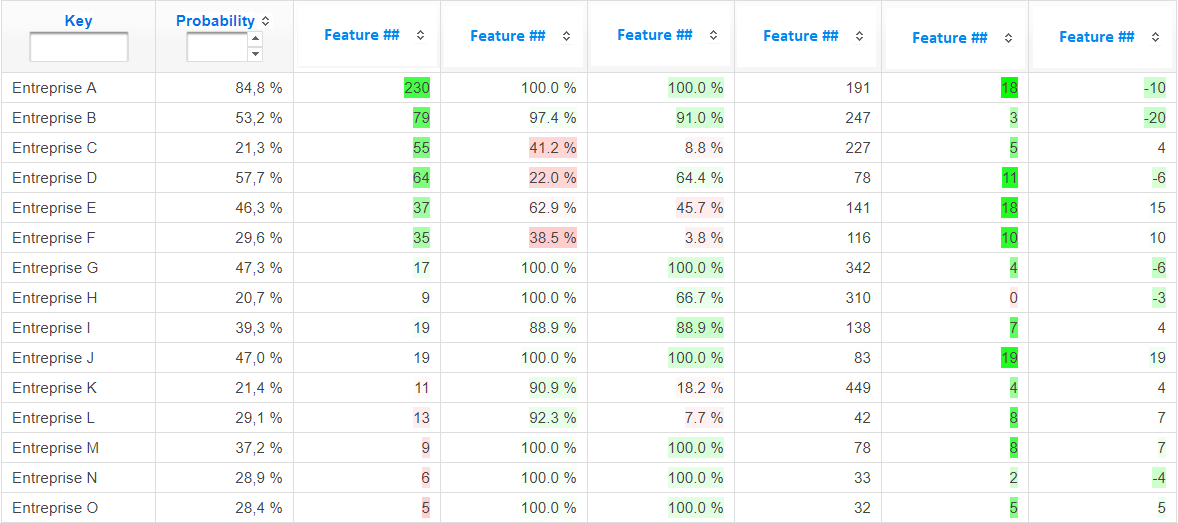 Key Probability Feature ## Feature ## Feature ## Feature ## Feature ## Feature ##
Entreprise A 84,8 % 230 100.0 % 100.0 % 191 18 -10
Entreprise B 53,2 % 79 97.4 % 91.0 % 247 3 -20
Entreprise C 21,3 % 55 41.2 % 8.8 % 227 5 4
Entreprise D 57,7 % 64 22.0 % 64.4 % 78 11 -6
Entreprise E 46,3 % 37 62.9 % 45.7 % 141 18 15
Entreprise F 29,6 % 35 38.5 % 3.8 % 116 10 10
Entreprise G 47,3 % 17 100.0 % 100.0 % 342 4 -6
Entreprise H 20,7 % 9 100.0 % 66.7 % 310 0 -3
Entreprise I 39,3 % 19 88.9 % 88.9 % 138 7 4
Entreprise J 47,0 % 19 100.0 % 100.0 % 83 19 19
Entreprise K 21,4 % 11 90.9 % 18.2 % 449 4 4
Entreprise L 29,1 % 13 92.3 % 7.7 % 42 8 7
Entreprise M 37,2 % 9 100.0 % 100.0 % 78 8 7
Entreprise N 28,9 % 6 100.0 % 100.0 % 33 2 -4
Entreprise O 28,4 % 5 100.0 % 100.0 % 32 5 5